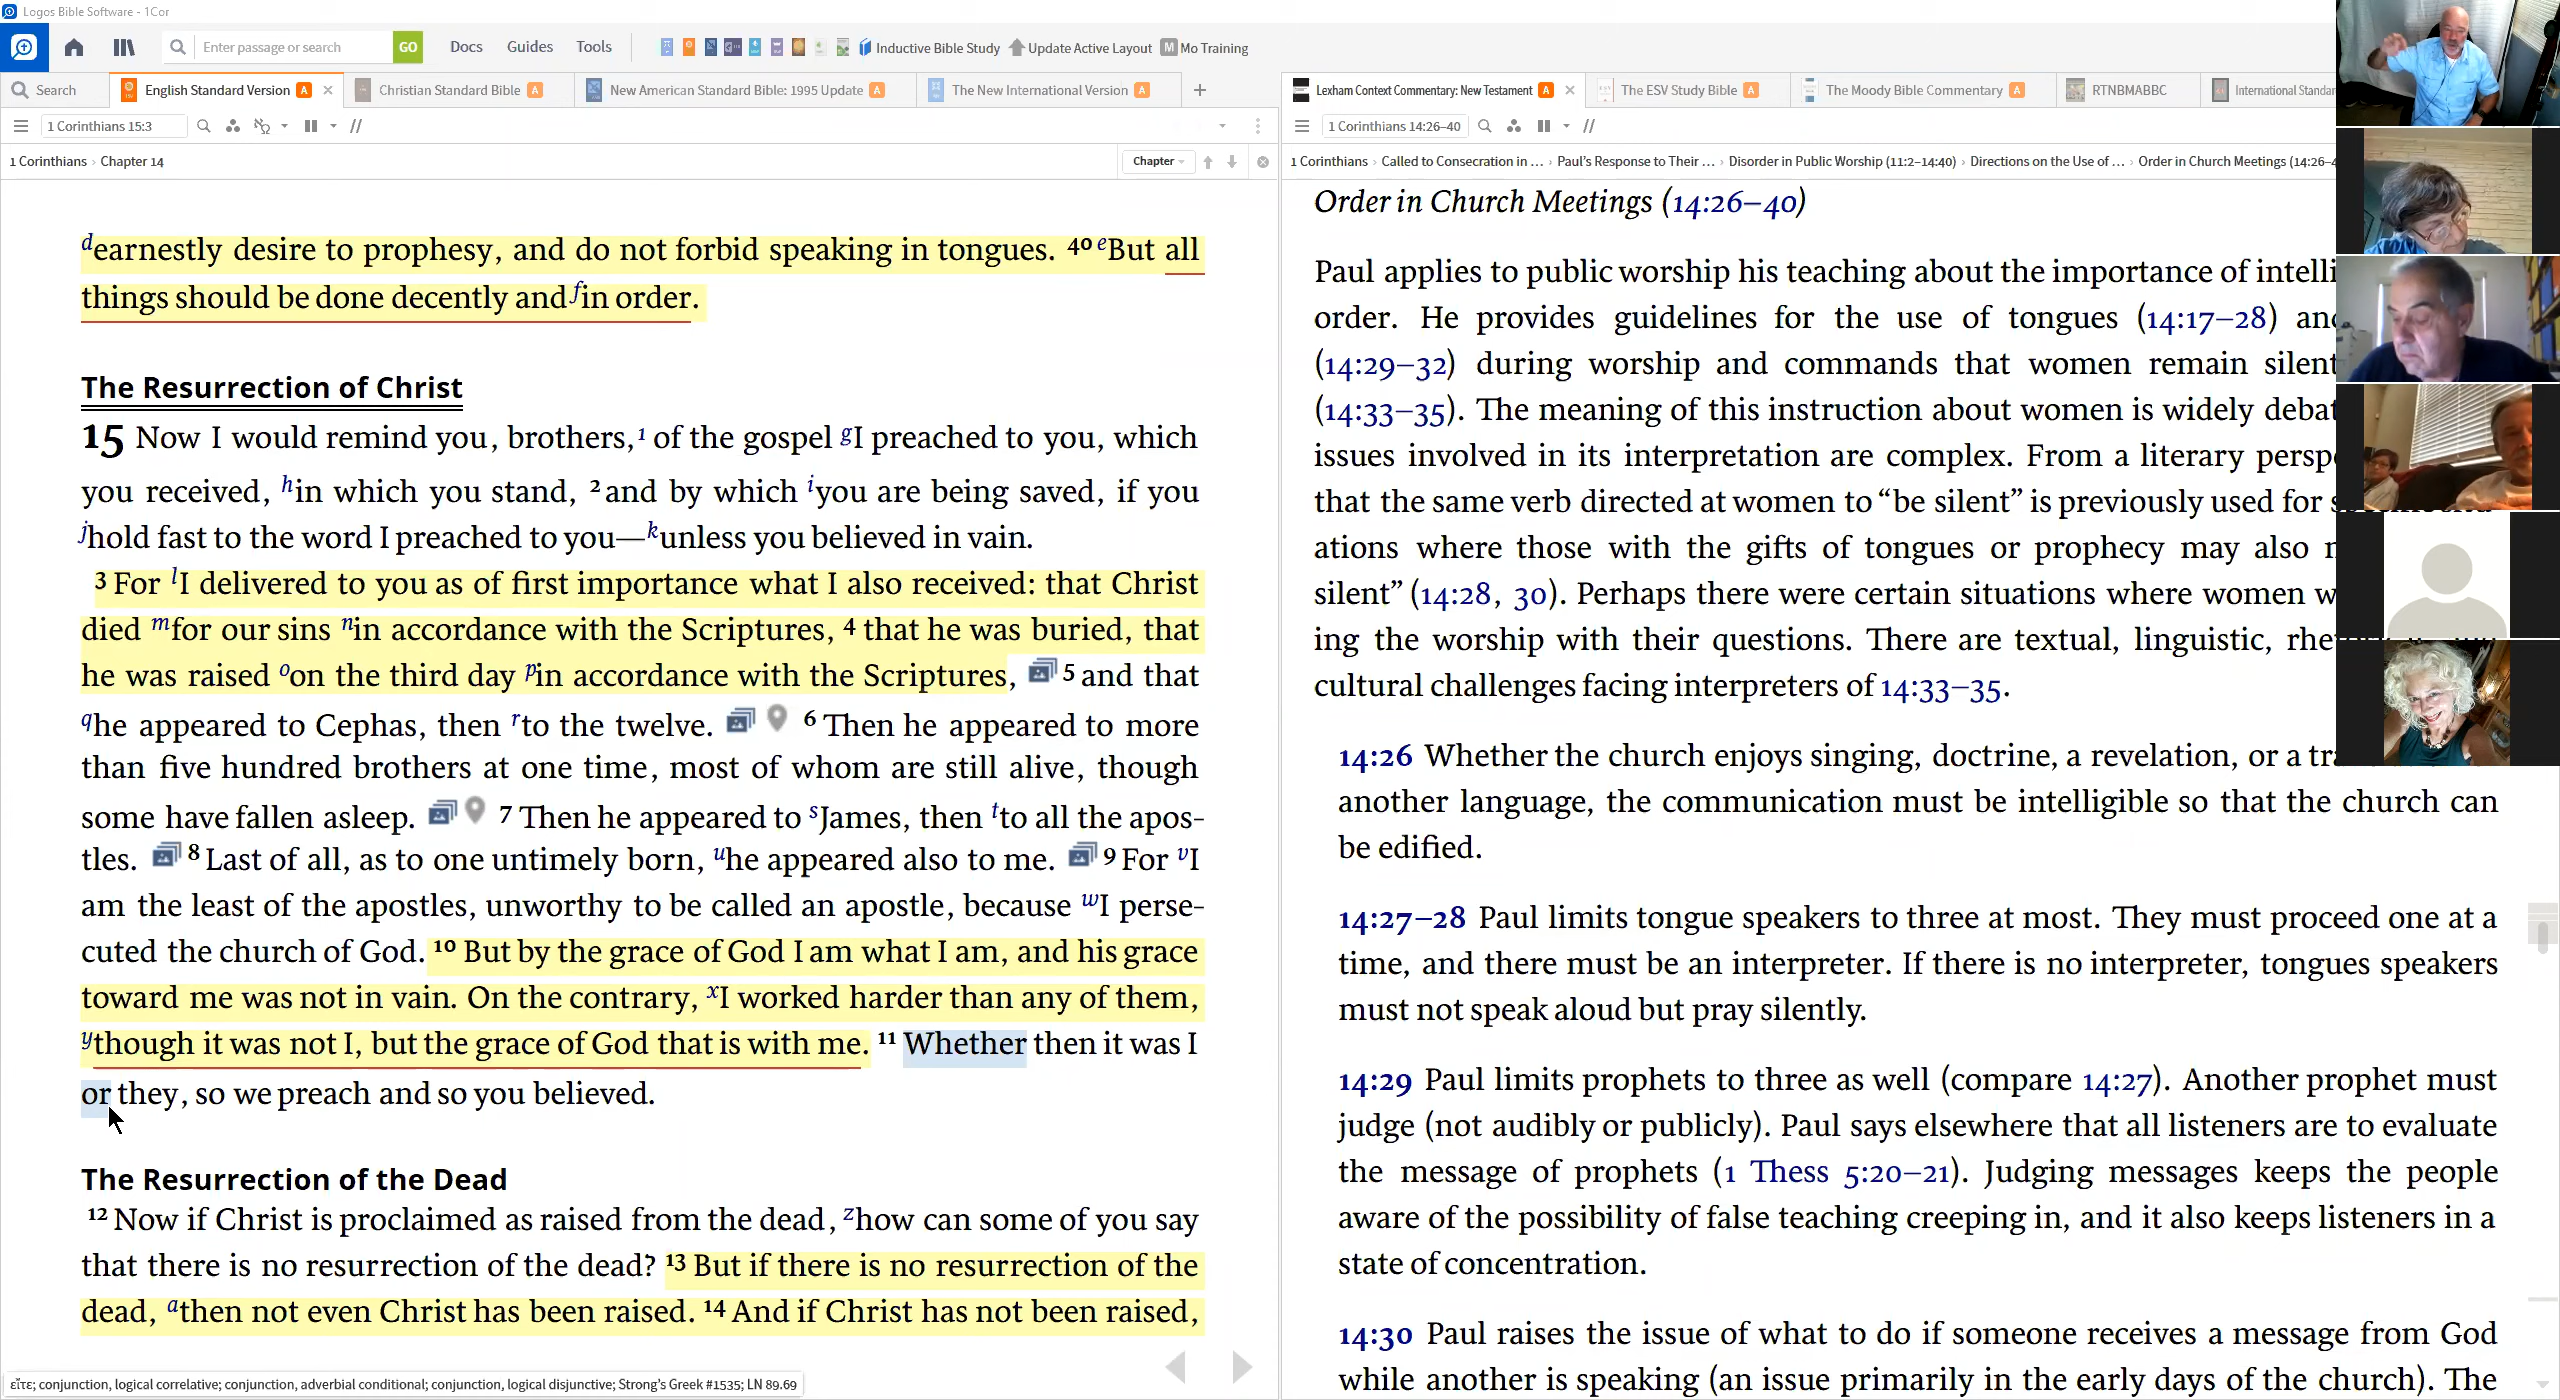 Logos Bible Software - 1Cor
Enter passage or search GO Docs Guides Tools Inductive Bible Study Update Active Layout M Mo Training
Search English Standard Version A Christian Standard Bible A New American Standard Bible: 1995 Update A The New International Version A
1 Corinthians 15:3
1 Corinthians › Chapter 14 Chapter
dearnestly desire to prophesy, and do not forbid speaking in tongues. 40 eBut all
things should be done decently and fin order.
The Resurrection of Christ
15 Now I would remind you, brothers,1 of the gospel gI preached to you, which
you received, hin which you stand, 2 and by which iyou are being saved, if you
jhold fast to the word I preached to you—kunless you believed in vain.
3 For lI delivered to you as of first importance what I also received: that Christ
died mfor our sins nin accordance with the Scriptures, 4 that he was buried, that
he was raised oon the third day pin accordance with the Scriptures, 5 and that
qhe appeared to Cephas, then rto the twelve. 6 Then he appeared to more
than five hundred brothers at one time, most of whom are still alive, though
some have fallen asleep. 7 Then he appeared to sJames, then tto all the apos-
tles. 8 Last of all, as to one untimely born, uhe appeared also to me. 9 For vI
am the least of the apostles, unworthy to be called an apostle, because wI perse-
cuted the church of God. 10 But by the grace of God I am what I am, and his grace
toward me was not in vain. On the contrary, xI worked harder than any of them,
ythough it was not I, but the grace of God that is with me. 11 Whether then it was I
or they, so we preach and so you believed.
The Resurrection of the Dead
12 Now if Christ is proclaimed as raised from the dead, zhow can some of you say
that there is no resurrection of the dead? 13 But if there is no resurrection of the
dead, athen not even Christ has been raised. 14 And if Christ has not been raised,
εἴτε; conjunction, logical correlative; conjunction, adverbial conditional; conjunction, logical disjunctive; Strong's Greek #1535; LN 89.69
Lexham Context Commentary: New Testament A The ESV Study Bible A The Moody Bible Commentary A RTNBMABBC International Standar
1 Corinthians 14:26–40
1 Corinthians › Called to Consecration in ... › Paul's Response to Their ... › Disorder in Public Worship (11:2–14:40) › Directions on the Use of ... › Order in Church Meetings (14:26–4
Order in Church Meetings (14:26–40)
Paul applies to public worship his teaching about the importance of intelli
order. He provides guidelines for the use of tongues (14:17–28) and
(14:29–32) during worship and commands that women remain silent
(14:33–35). The meaning of this instruction about women is widely debat
issues involved in its interpretation are complex. From a literary persp
that the same verb directed at women to “be silent” is previously used for
ations where those with the gifts of tongues or prophecy may also
silent” (14:28, 30). Perhaps there were certain situations where women
ing the worship with their questions. There are textual, linguistic,
cultural challenges facing interpreters of 14:33–35.
14:26 Whether the church enjoys singing, doctrine, a revelation, or a
another language, the communication must be intelligible so that the church can
be edified.
14:27–28 Paul limits tongue speakers to three at most. They must proceed one at a
time, and there must be an interpreter. If there is no interpreter, tongues speakers
must not speak aloud but pray silently.
14:29 Paul limits prophets to three as well (compare 14:27). Another prophet must
judge (not audibly or publicly). Paul says elsewhere that all listeners are to evaluate
the message of prophets (1 Thess 5:20–21). Judging messages keeps the people
aware of the possibility of false teaching creeping in, and it also keeps listeners in a
state of concentration.
14:30 Paul raises the issue of what to do if someone receives a message from God
while another is speaking (an issue primarily in the early days of the church). The